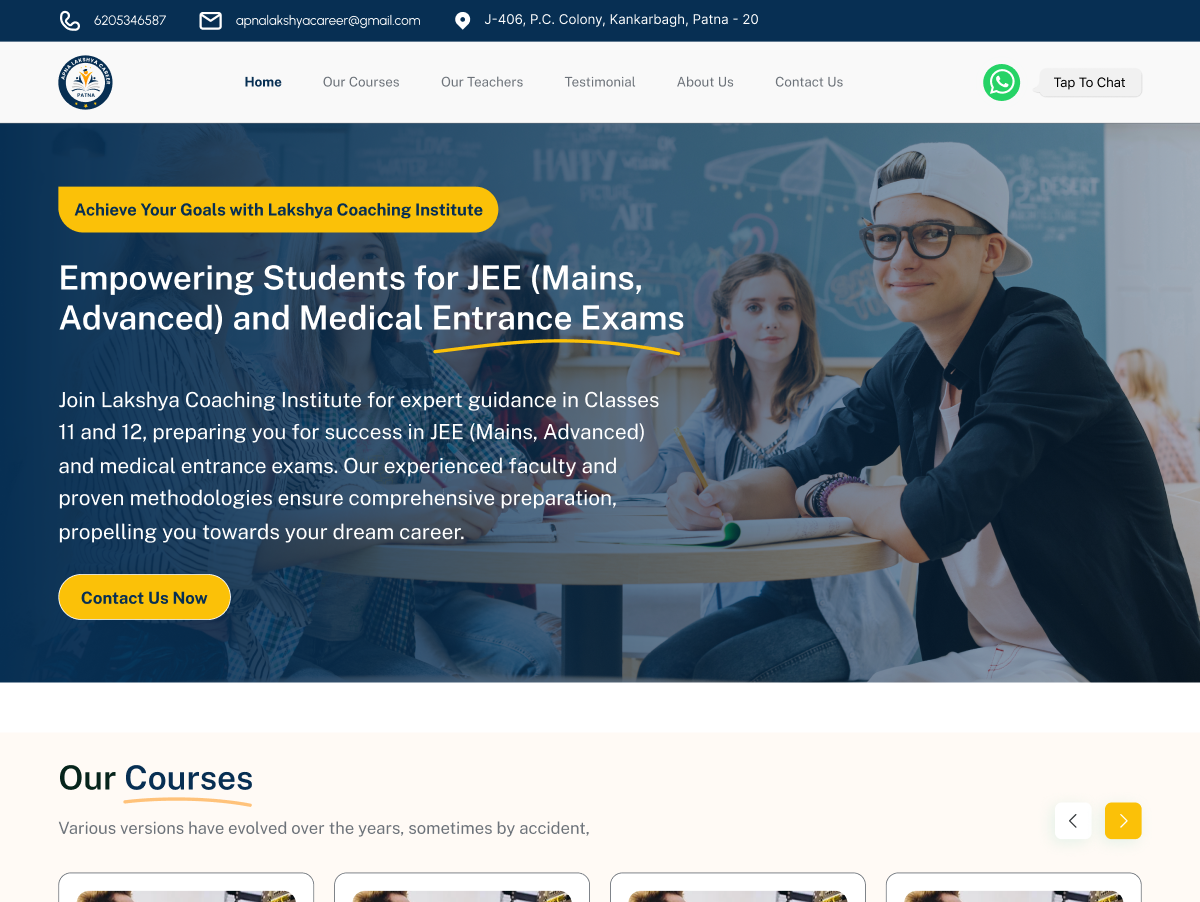 6205346587
apnalakshyacareer@gmail.com
J-406, P.C. Colony, Kankarbagh, Patna - 20
APNA LAKSHYA CAREER
PATNA
Home
Our Courses
Our Teachers
Testimonial
About Us
Contact Us
Tap To Chat
LOVE
HAPPY
PICTURE
ART
DESERT
Achieve Your Goals with Lakshya Coaching Institute
Empowering Students for JEE (Mains,
Advanced) and Medical Entrance Exams
Join Lakshya Coaching Institute for expert guidance in Classes
11 and 12, preparing you for success in JEE (Mains, Advanced)
and medical entrance exams. Our experienced faculty and
proven methodologies ensure comprehensive preparation,
propelling you towards your dream career.
Contact Us Now
Our Courses
Various versions have evolved over the years, sometimes by accident,